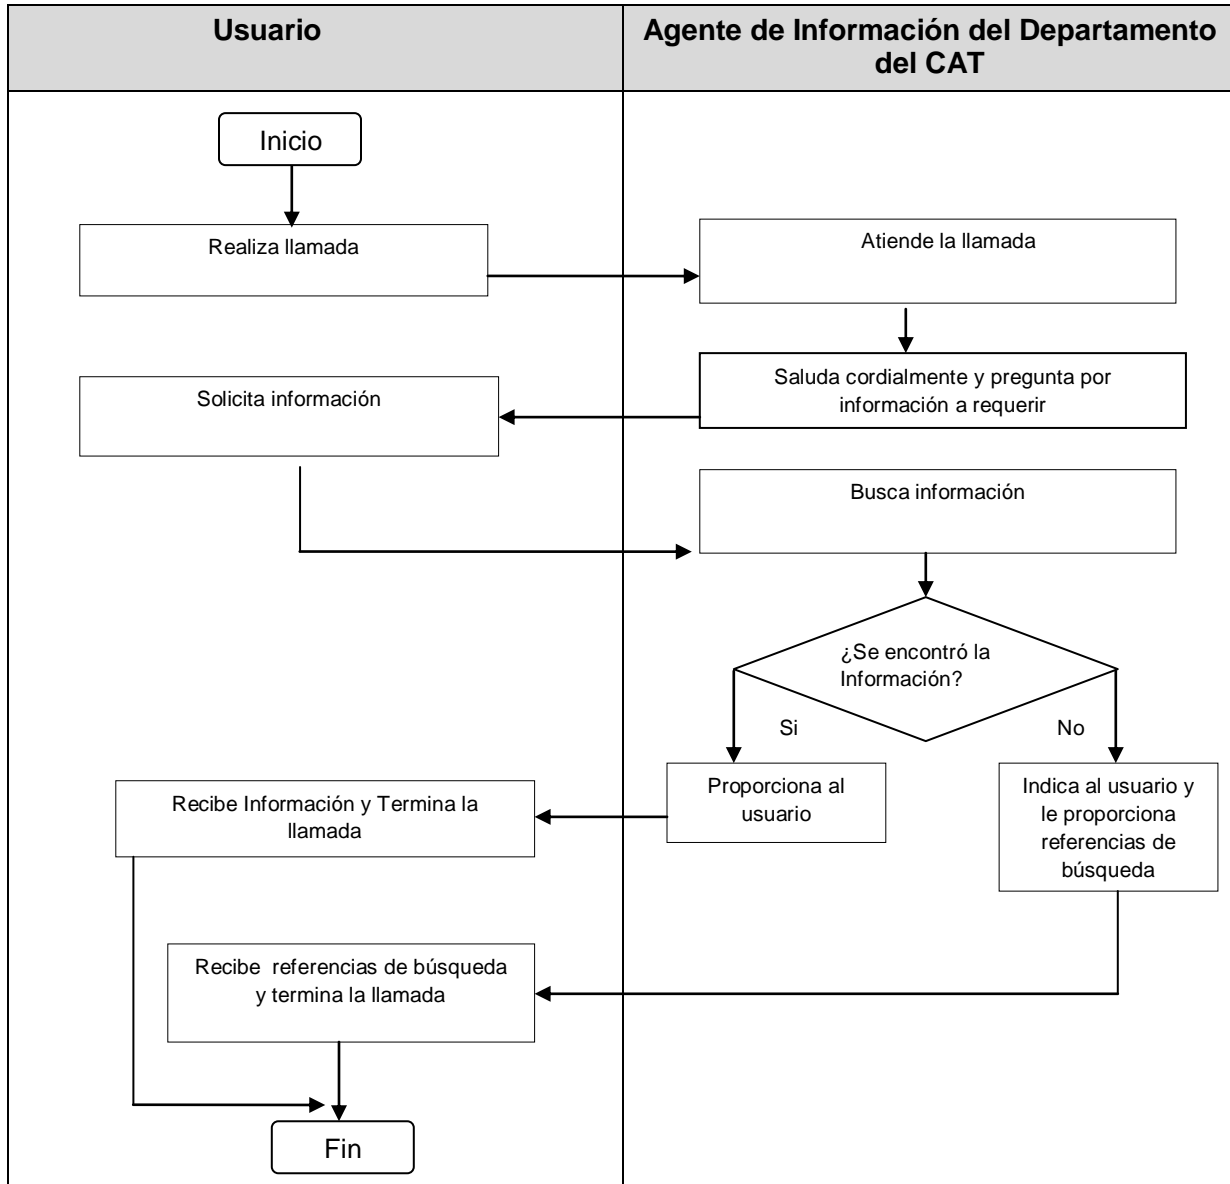 Usuario
Agente de Información del Departamento
del CAT
Inicio
Realiza llamada
Atiende la llamada
Saluda cordialmente y pregunta por
información a requerir
Solicita información
Busca información
¿Se encontró la
Información?
Si
No
Proporciona al
usuario
Indica al usuario y
le proporciona
referencias de
búsqueda
Recibe Información y Termina la
llamada
Recibe referencias de búsqueda
y termina la llamada
Fin